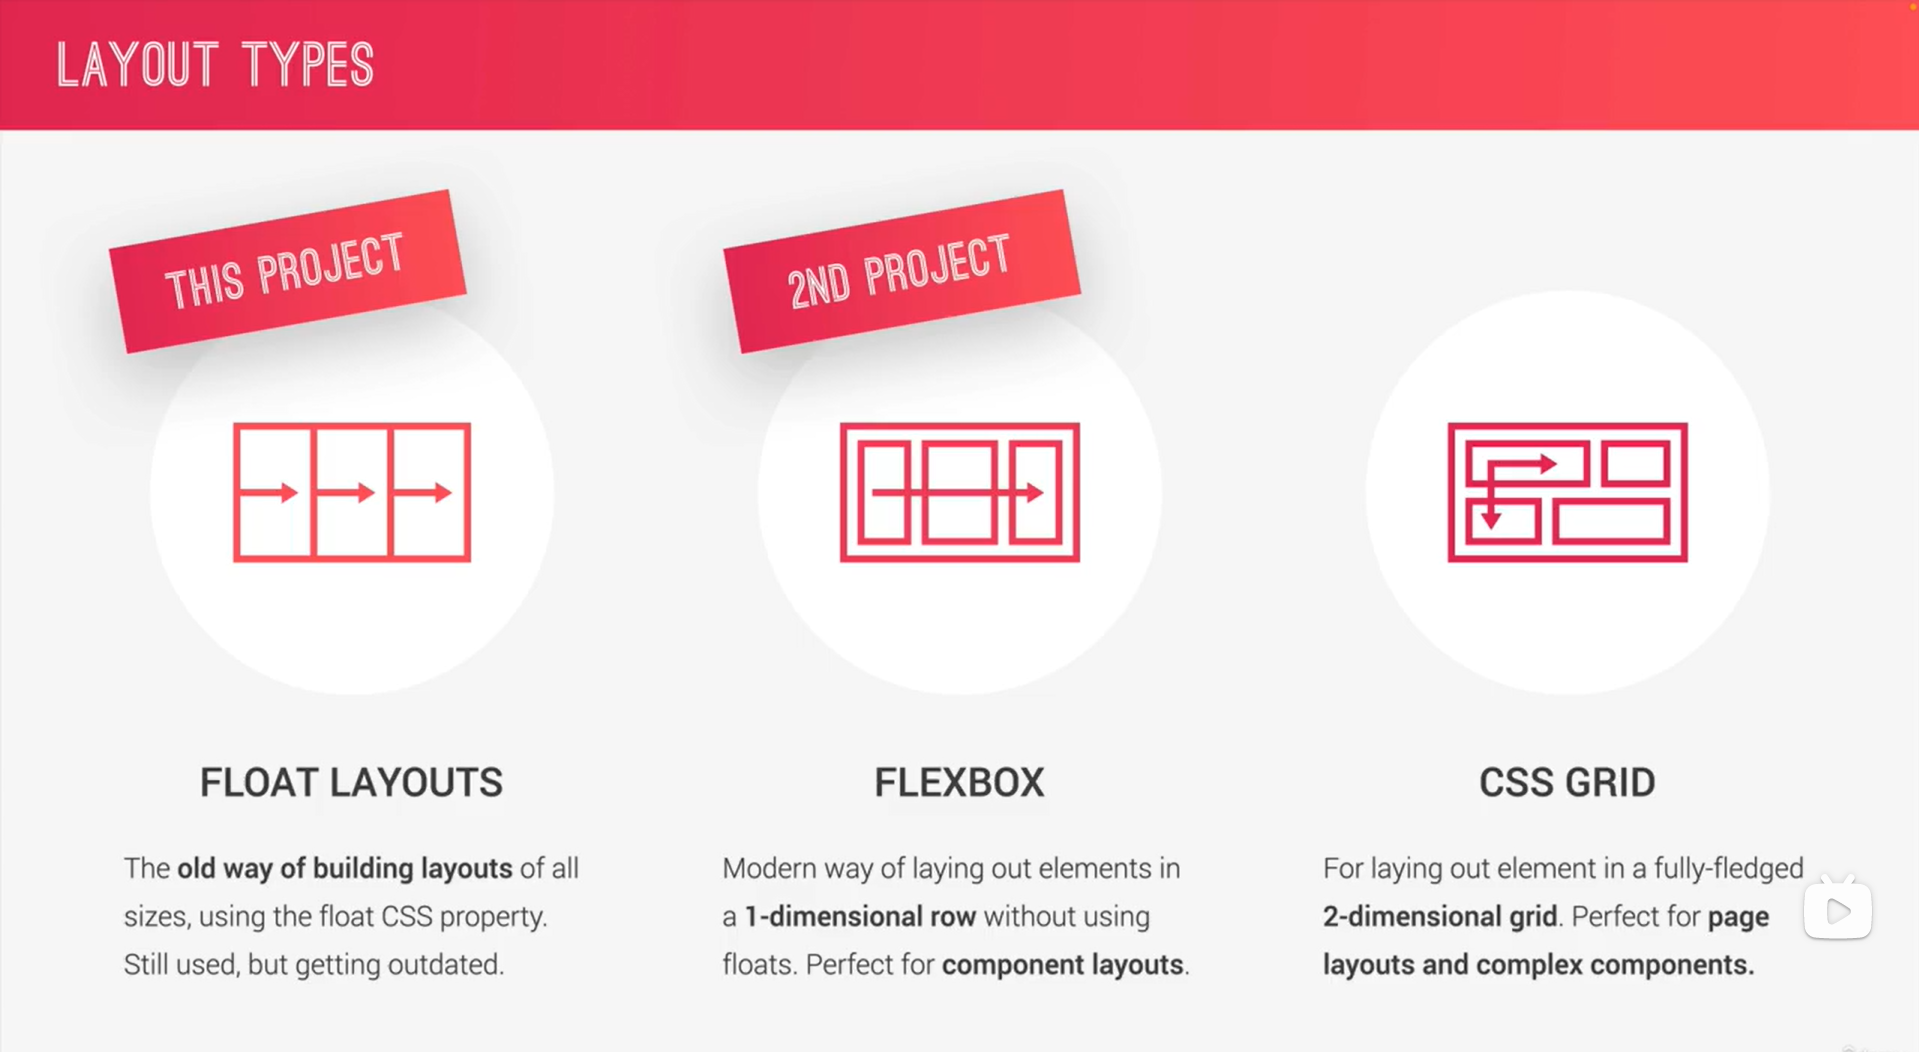 LAYOUT TYPES
THIS PROJECT
2ND PROJECT
FLOAT LAYOUTS
The old way of building layouts of all
sizes, using the float CSS property.
Still used, but getting outdated.
FLEXBOX
Modern way of laying out elements in
a 1-dimensional row without using
floats. Perfect for component layouts.
CSS GRID
For laying out element in a fully-fledged
2-dimensional grid. Perfect for page
layouts and complex components.